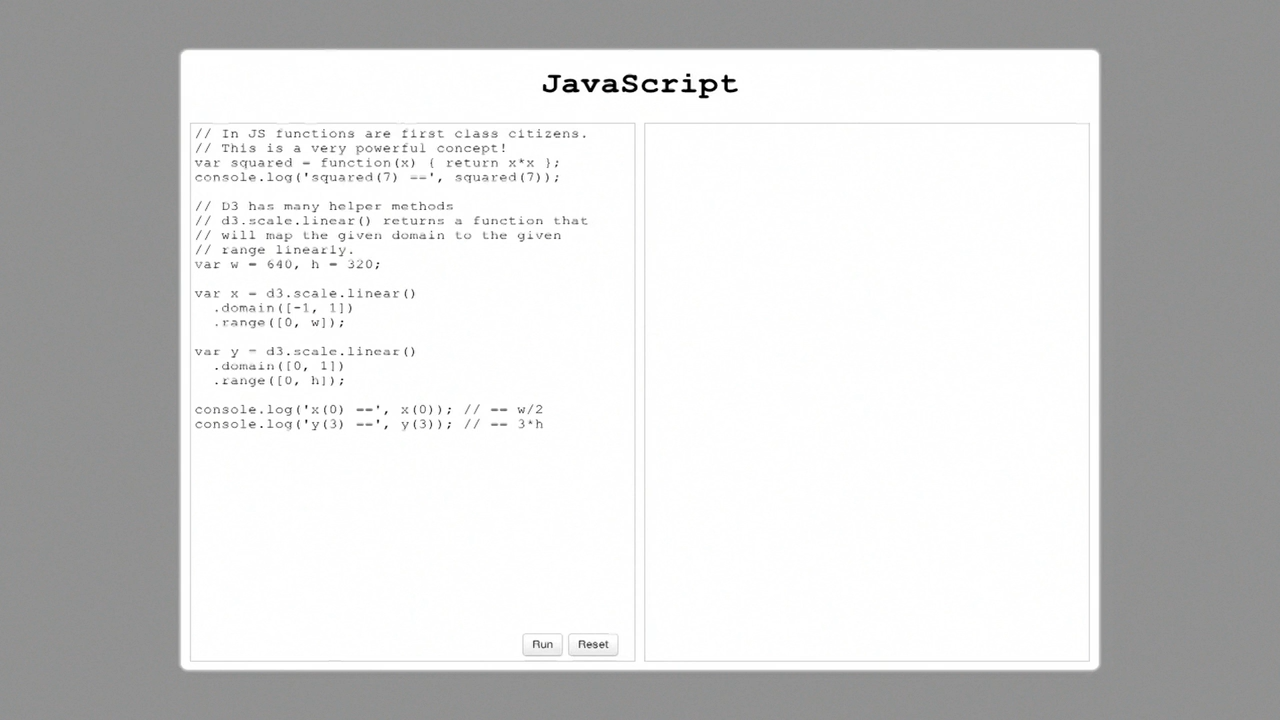 JavaScript
// In JS functions are first class citizens.
// This is a very powerful concept!
var squared = function(x) { return x*x };
console.log('squared(7) ==', squared(7));
// D3 has many helper methods
// d3.scale.linear() returns a function that
// will map the given domain to the given
// range linearly.
var w = 640, h = 320;
var x = d3.scale.linear()
  .domain([-1, 1])
  .range([0, w]);
var y = d3.scale.linear()
  .domain([0, 1])
  .range([0, h]);
console.log('x(0) ==', x(0)); // == w/2
console.log('y(3) ==', y(3)); // == 3*h
Run Reset